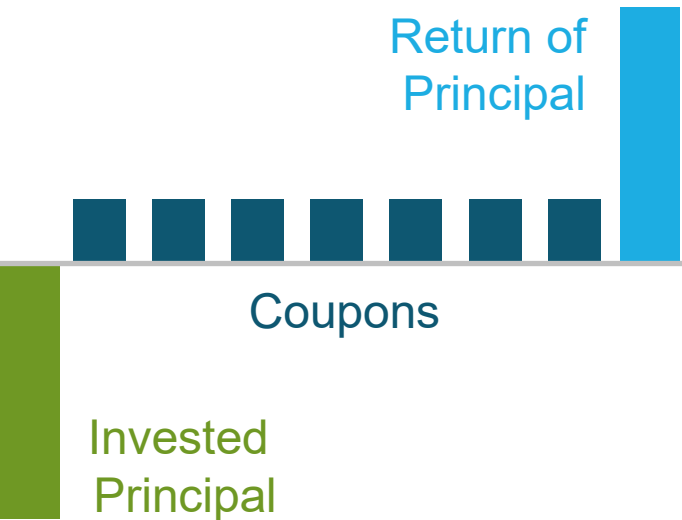 Return of
Principal
Coupons
Invested
Principal